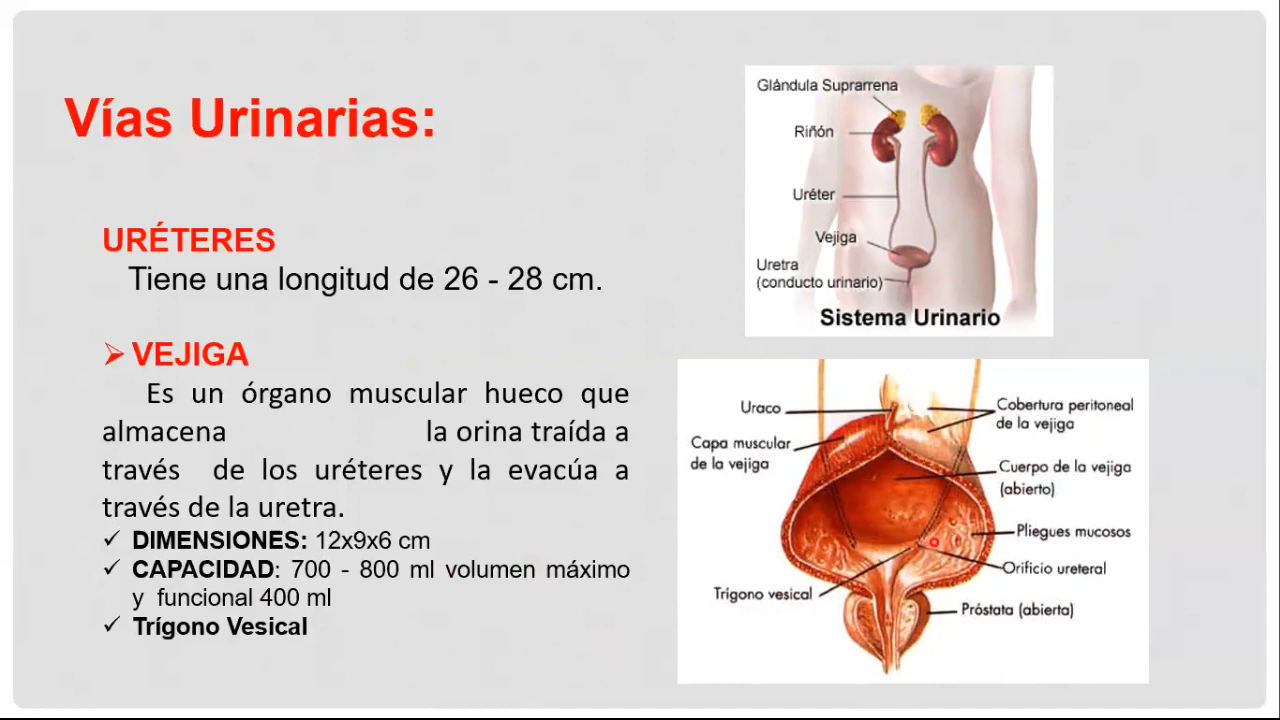 Vías Urinarias:
URÉTERES
Tiene una longitud de 26 - 28 cm.
➢ VEJIGA
Es un órgano muscular hueco que
almacena la orina traída a
través de los uréteres y la evacúa a
través de la uretra.
✓ DIMENSIONES: 12x9x6 cm
✓ CAPACIDAD: 700 - 800 ml volumen máximo
y funcional 400 ml
✓ Trígono Vesical
Glándula Suprarrena
Riñón
Uréter
Vejiga
Uretra
(conducto urinario)
Sistema Urinario
Uraco
Capa muscular
de la vejiga
Trígono vesical
Cobertura peritoneal
de la vejiga
Cuerpo de la vejiga
(abierto)
Pliegues mucosos
Orificio ureteral
Próstata (abierta)